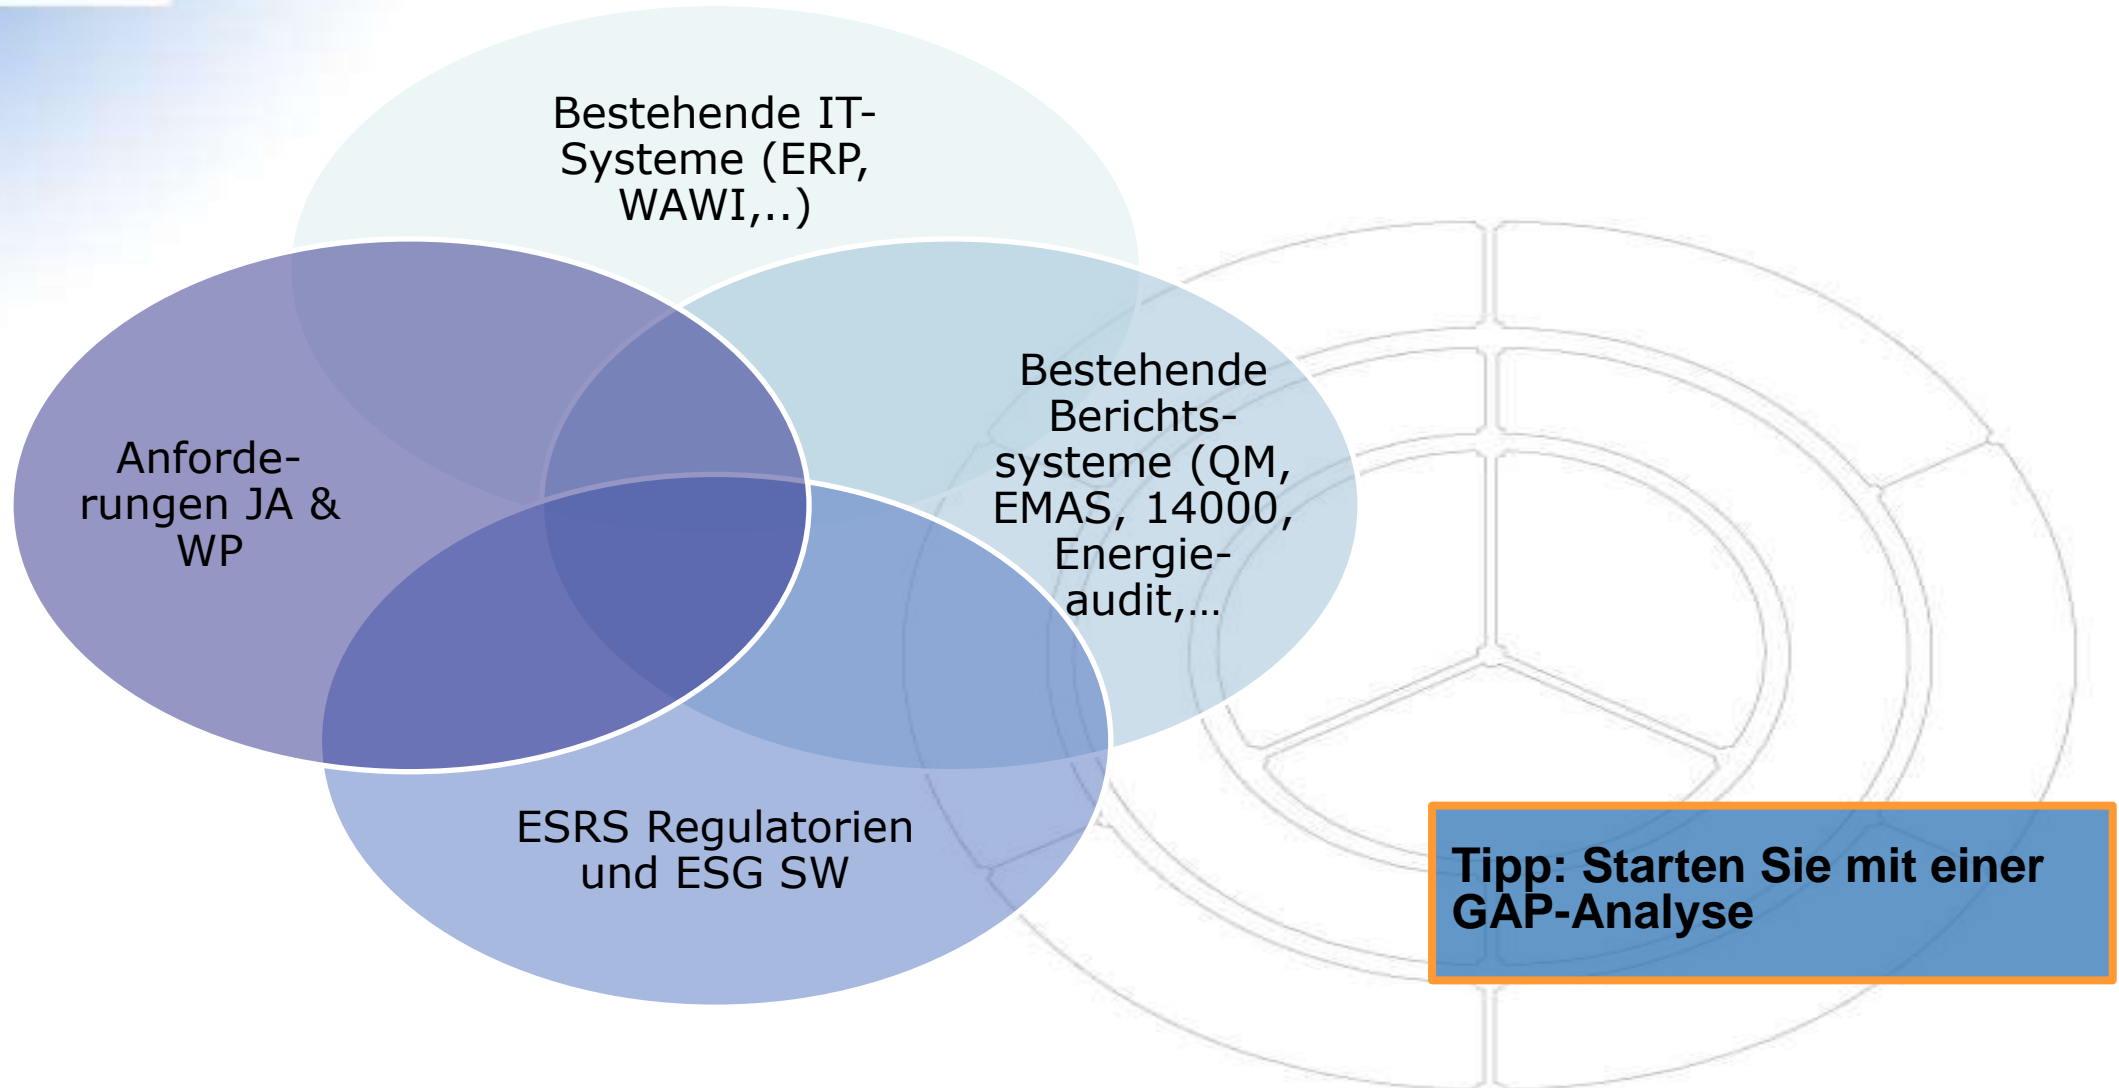 Bestehende IT-
Systeme (ERP,
WAWI,..)
Bestehende
Berichts-
systeme (QM,
EMAS, 14000,
Energie-
audit,...
Anforde-
rungen JA &
WP
ESRS Regulatorien
und ESG SW
Tipp: Starten Sie mit einer
GAP-Analyse